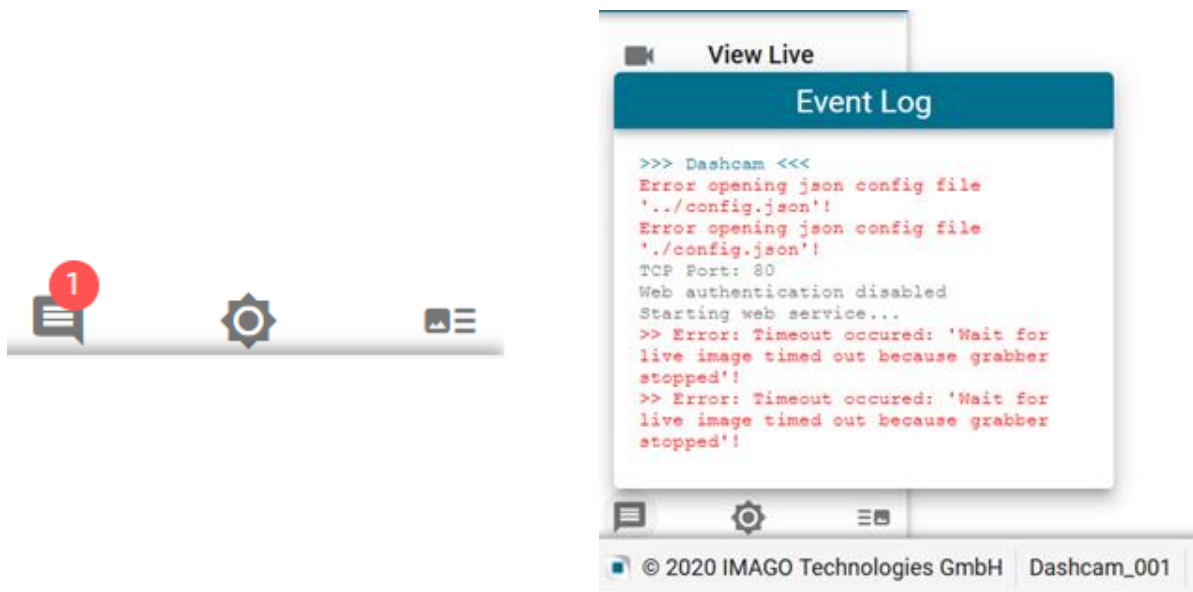 1
View Live
Event Log
>>> Dashcam <<<
Error opening json config file
'../config.json'!
Error opening json config file
'./config.json'!
TCP Port: 80
Web authentication disabled
Starting web service...
>> Error: Timeout occured: 'Wait for
live image timed out because grabber
stopped'!
>> Error: Timeout occured: 'Wait for
live image timed out because grabber
stopped'!
© 2020 IMAGO Technologies GmbH
Dashcam_001